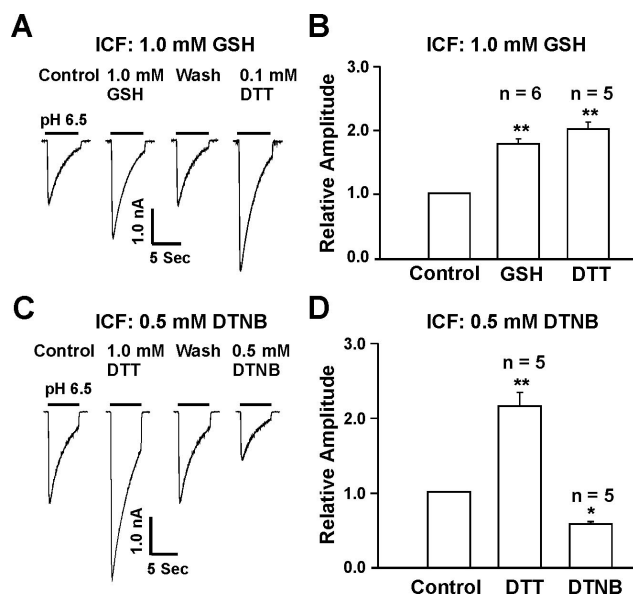 A
ICF: 1.0 mM GSH
Control 1.0 mM Wash 0.1 mM
GSH DTT
pH 6.5
1.0 nA
5 Sec
B
ICF: 1.0 mM GSH
Relative Amplitude
3.0
2.0
1.0
0.0
n = 6 n = 5
** **
Control GSH DTT
C
ICF: 0.5 mM DTNB
Control 1.0 mM Wash 0.5 mM
DTT DTNB
pH 6.5
1.0 nA
5 Sec
D
ICF: 0.5 mM DTNB
Relative Amplitude
3.0
2.0
1.0
0.0
n = 5
**
n = 5
*
Control DTT DTNB